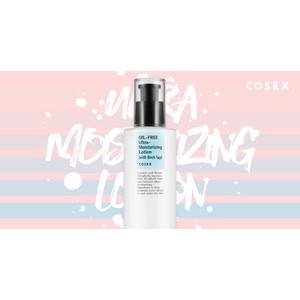 COSRX
ULTRA
MOISTURIZING
LOTION
OIL-FREE
Ultra-
Moisturizing
Lotion
(with Birch Sap)
COSRX